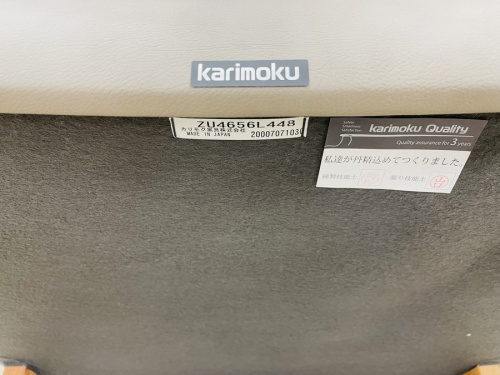 karimoku
ZU4656L448
カリモク家具株式会社
MADE IN JAPAN 2000707103
karimoku Quality
Quality assurance for 3 years
私達が丹精込めてつくりました。